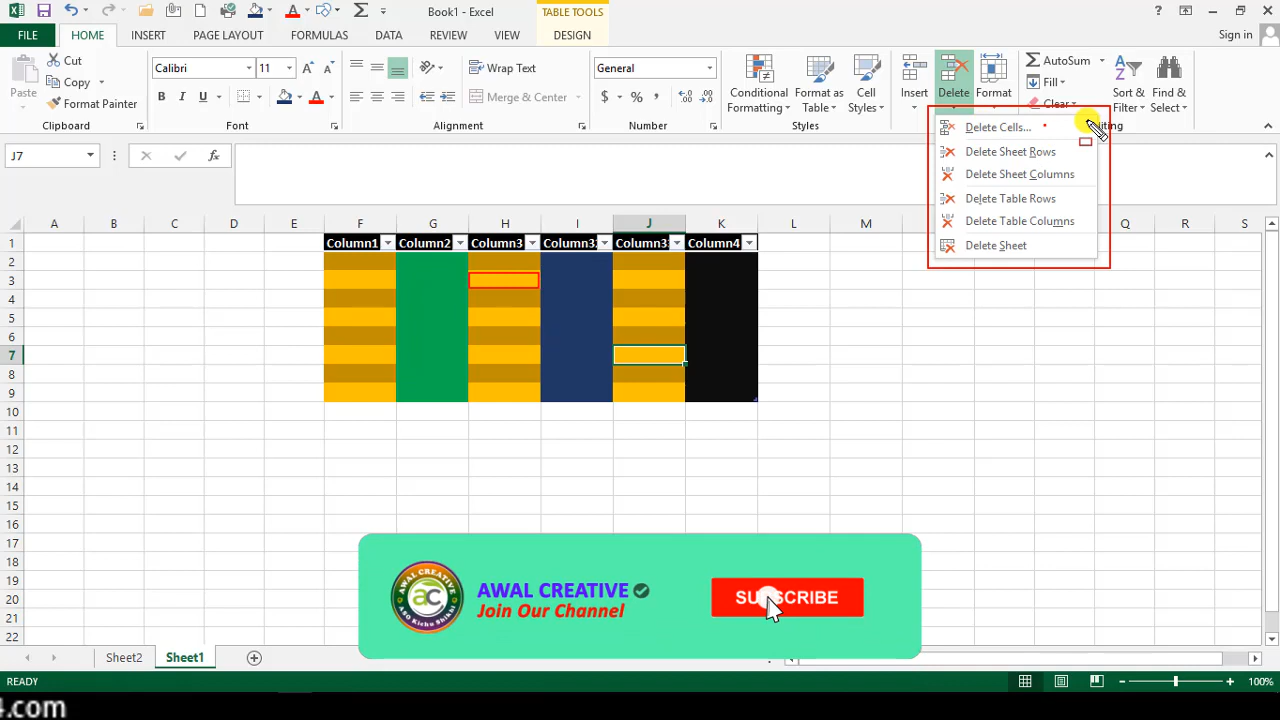 Book1 - Excel
TABLE TOOLS
?
FILE
HOME
INSERT
PAGE LAYOUT
FORMULAS
DATA
REVIEW
VIEW
DESIGN
Sign in
Paste
Cut
Copy
Format Painter
Clipboard
Calibri
11
B I U
Font
Wrap Text
Merge & Center
Alignment
General
$ % ,
Number
Conditional Formatting
Format as Table
Cell Styles
Styles
Insert
Delete
Format
AutoSum
Fill
Clear
Sort & Filter
Find & Select
Delete Cells...
Delete Sheet Rows
Delete Sheet Columns
Delete Table Rows
Delete Table Columns
Delete Sheet
J7
fx
A B C D E F G H I J K L M Q R S
1 Column1 Column2 Column3 Column4
2
3
4
5
6
7
8
9
10
11
12
13
14
15
16
17
18
19
20
21
22
AWAL CREATIVE
Join Our Channel
AWAL CREATIVE
ac
SUBSCRIBE
Sheet2
Sheet1
READY
100%
4.com